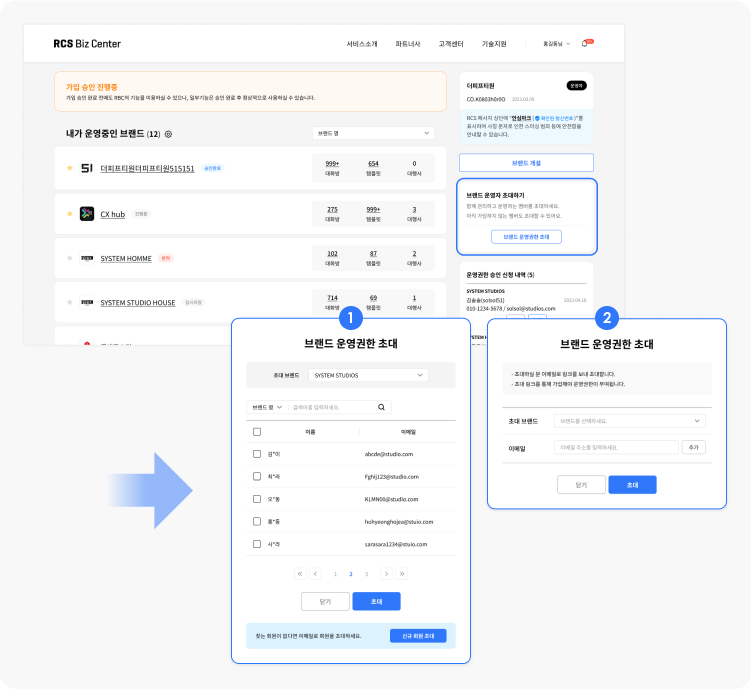 RCS Biz Center
서비스소개 파트너사 고객센터 기술지원 홍길동님
가입 승인 진행중
가입 승인 완료 전에도 RBC의 기능을 이용하실 수 있으나, 일부기능은 승인 완료 후 정상적으로 사용하실 수 있습니다.
내가 운영중인 브랜드 (12)
브랜드 명
51 더피프티원더피프티원515151 승인완료
999+ 654 0
대화방 템플릿 대행사
CX hub 진행중
275 999+ 3
대화방 템플릿 대행사
SYSTEM HOMME 반려
102 87 2
대화방 템플릿 대행사
SYSTEM STUDIO HOUSE 임시저장
714 69 1
대화방 템플릿 대행사
더피프티원 운영자
CO.K0803h0r0O 2023.03.09
RCS 메시지 상단에 "안심마크 ( 확인된 발신번호)"를
표시하여 사칭 문자로 인한 스미싱 범죄 등에 안전함을
안내할 수 있습니다.
브랜드 개설
브랜드 운영자 초대하기
함께 관리하고 운영하는 멤버를 초대하세요.
아직 가입하지 않는 멤버도 초대할 수 있어요.
브랜드 운영권한 초대
운영권한 승인 신청 내역 (5)
SYSTEM STUDIOS
김솔솔(solsol51) 2023.04.18
010-1234-5678 / solsol@studios.com
1
브랜드 운영권한 초대
초대 브랜드 SYSTEM STUDIOS
브랜드 명 검색어를 입력하세요.
이름 이메일
김*미 abcde@studio.com
최*라 Fghij123@studio.com
오*동 KLMN00@studio.com
홍*동 hohyeonghojea@stuio.com
사*라 sarasara1234@stuio.com
« < 1 2 3 > »
닫기 초대
찾는 회원이 없다면 이메일로 회원을 초대하세요. 신규 회원 초대
2
브랜드 운영권한 초대
- 초대하실 분 이메일로 링크를 보내 초대합니다.
- 초대 링크를 통해 가입해야 운영권한이 부여됩니다.
초대 브랜드 브랜드를 선택하세요.
이메일 이메일 주소를 입력하세요. 추가
닫기 초대